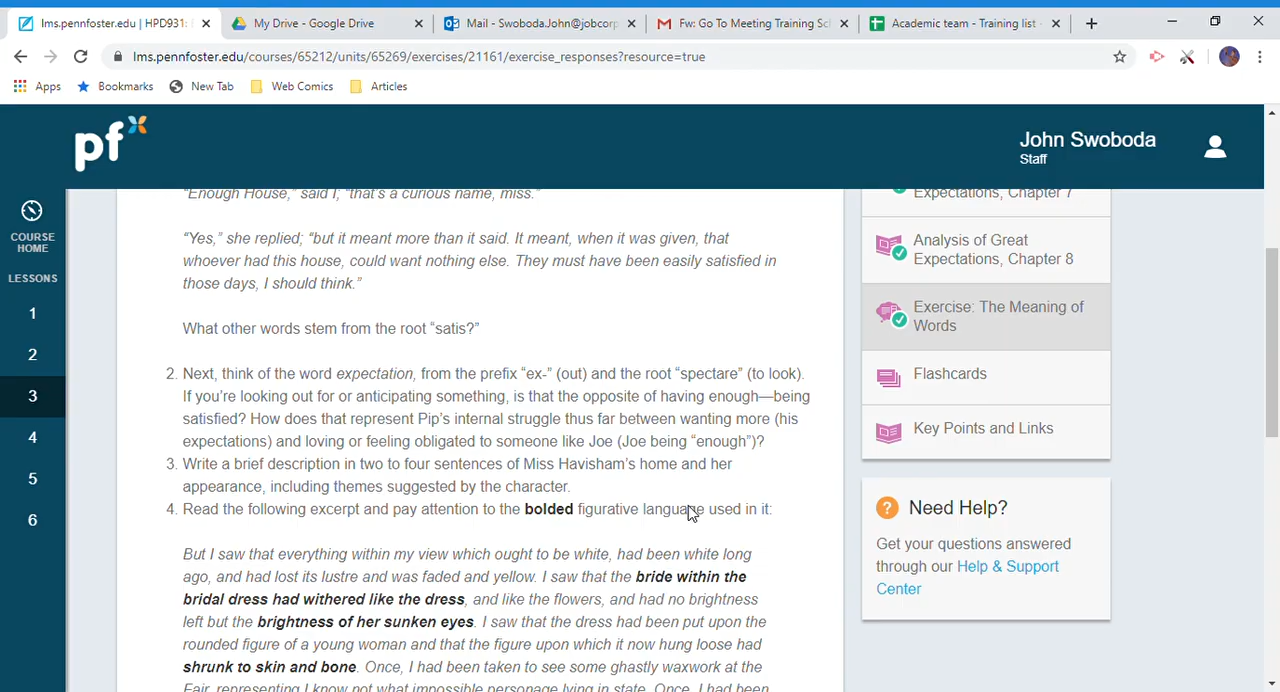 lms.pennfoster.edu | HPD931:
My Drive - Google Drive
Mail - Swoboda.John@jobcorp
Fw: Go To Meeting Training Sc
Academic team - Training list
lms.pennfoster.edu/courses/65212/units/65269/exercises/21161/exercise_responses?resource=true
Apps Bookmarks New Tab Web Comics Articles
pf
John Swoboda
Staff
COURSE
HOME
LESSONS
1
2
3
4
5
6
“Enough House,” said I; “that’s a curious name, miss.”
“Yes,” she replied; “but it meant more than it said. It meant, when it was given, that
whoever had this house, could want nothing else. They must have been easily satisfied in
those days, I should think.”
What other words stem from the root “satis?”
2. Next, think of the word expectation, from the prefix “ex-” (out) and the root “spectare” (to look).
If you’re looking out for or anticipating something, is that the opposite of having enough—being
satisfied? How does that represent Pip’s internal struggle thus far between wanting more (his
expectations) and loving or feeling obligated to someone like Joe (Joe being “enough”)?
3. Write a brief description in two to four sentences of Miss Havisham’s home and her
appearance, including themes suggested by the character.
4. Read the following excerpt and pay attention to the bolded figurative language used in it:
But I saw that everything within my view which ought to be white, had been white long
ago, and had lost its lustre and was faded and yellow. I saw that the bride within the
bridal dress had withered like the dress, and like the flowers, and had no brightness
left but the brightness of her sunken eyes. I saw that the dress had been put upon the
rounded figure of a young woman and that the figure upon which it now hung loose had
shrunk to skin and bone. Once, I had been taken to see some ghastly waxwork at the
Fair, representing I know not what impossible personage lying in state. Once, I had been
Expectations, Chapter 7
Analysis of Great
Expectations, Chapter 8
Exercise: The Meaning of
Words
Flashcards
Key Points and Links
? Need Help?
Get your questions answered
through our Help & Support
Center